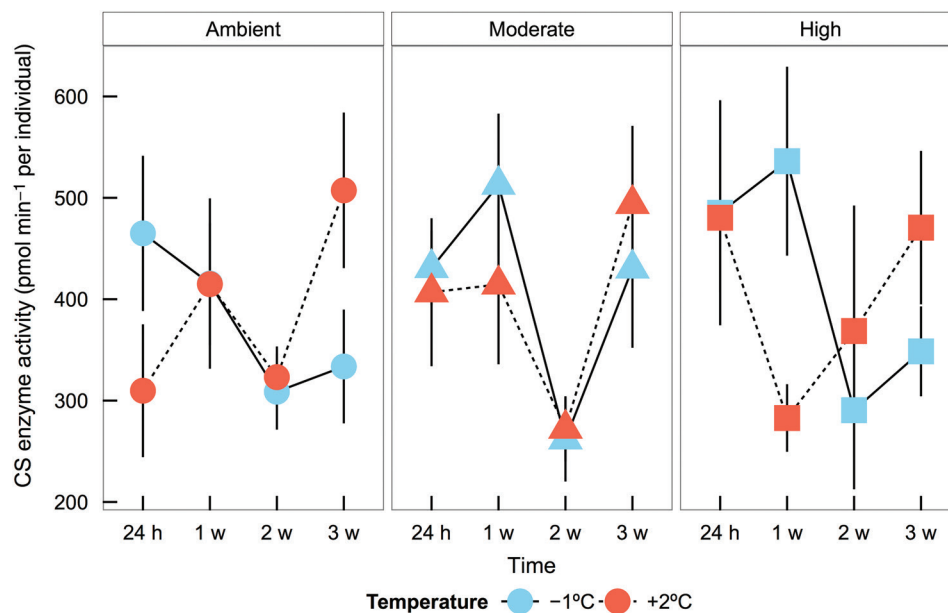 Ambient Moderate High
CS enzyme activity (pmol min⁻¹ per individual)
600
500
400
300
200
24 h 1 w 2 w 3 w 24 h 1 w 2 w 3 w 24 h 1 w 2 w 3 w
Time
Temperature −1ºC +2ºC